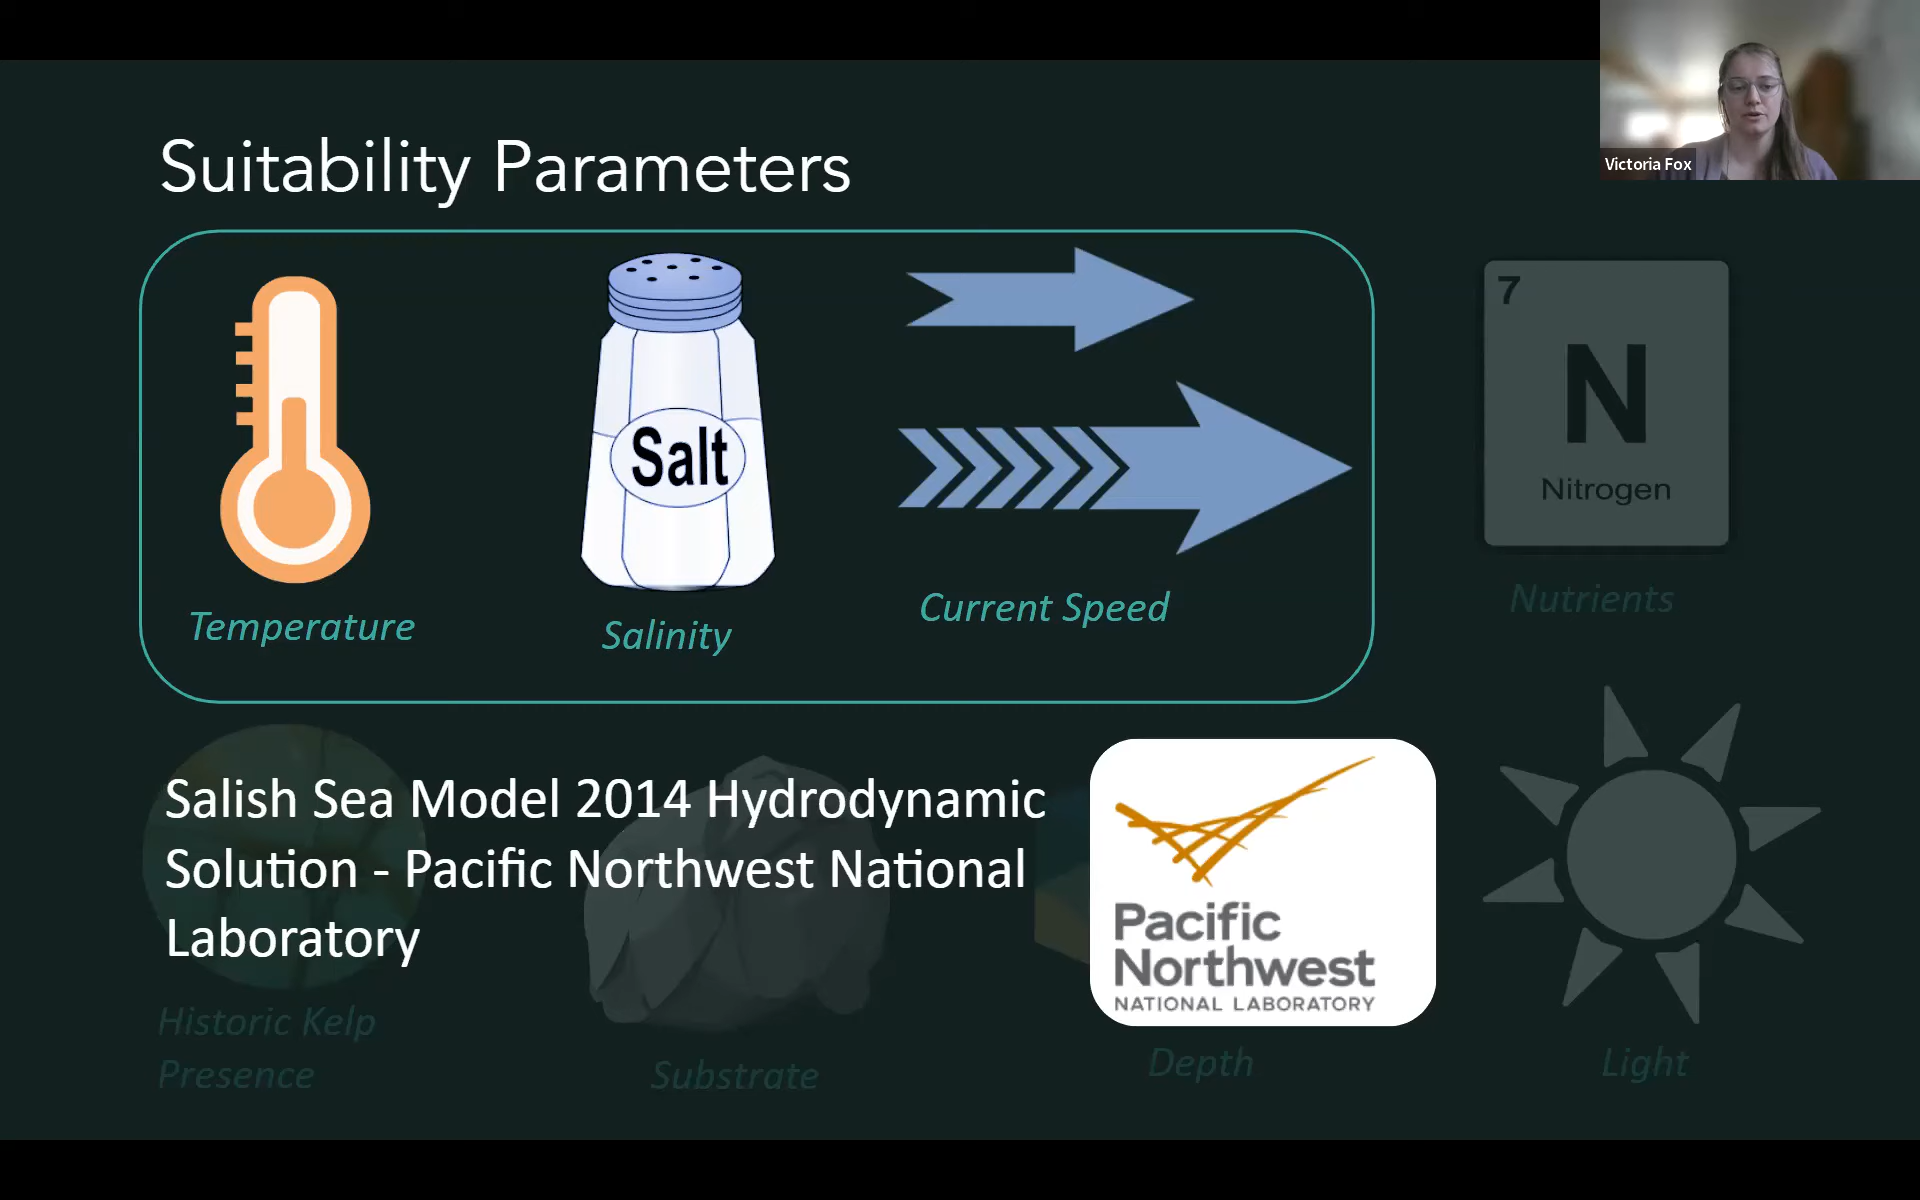 Victoria Fox
Suitability Parameters
Salt
7
N
Nitrogen
Temperature
Salinity
Current Speed
Nutrients
Salish Sea Model 2014 Hydrodynamic
Solution - Pacific Northwest National
Laboratory
Pacific
Northwest
NATIONAL LABORATORY
Historic Kelp
Presence
Substrate
Depth
Light